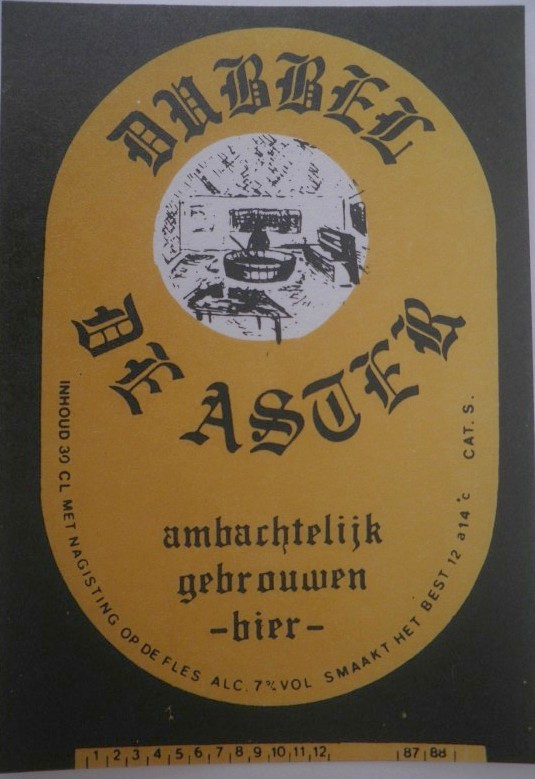 DUBBEL
DE ASTER
ambachtelijk
gebrouwen
-bier-
INHOUD 30 CL MET NAGISTING OP DE FLES ALC. 7% VOL SMAAKT HET BEST 12 à 14 °c CAT. S.
1 2 3 4 5 6 7 8 9 10 11 12 87 88